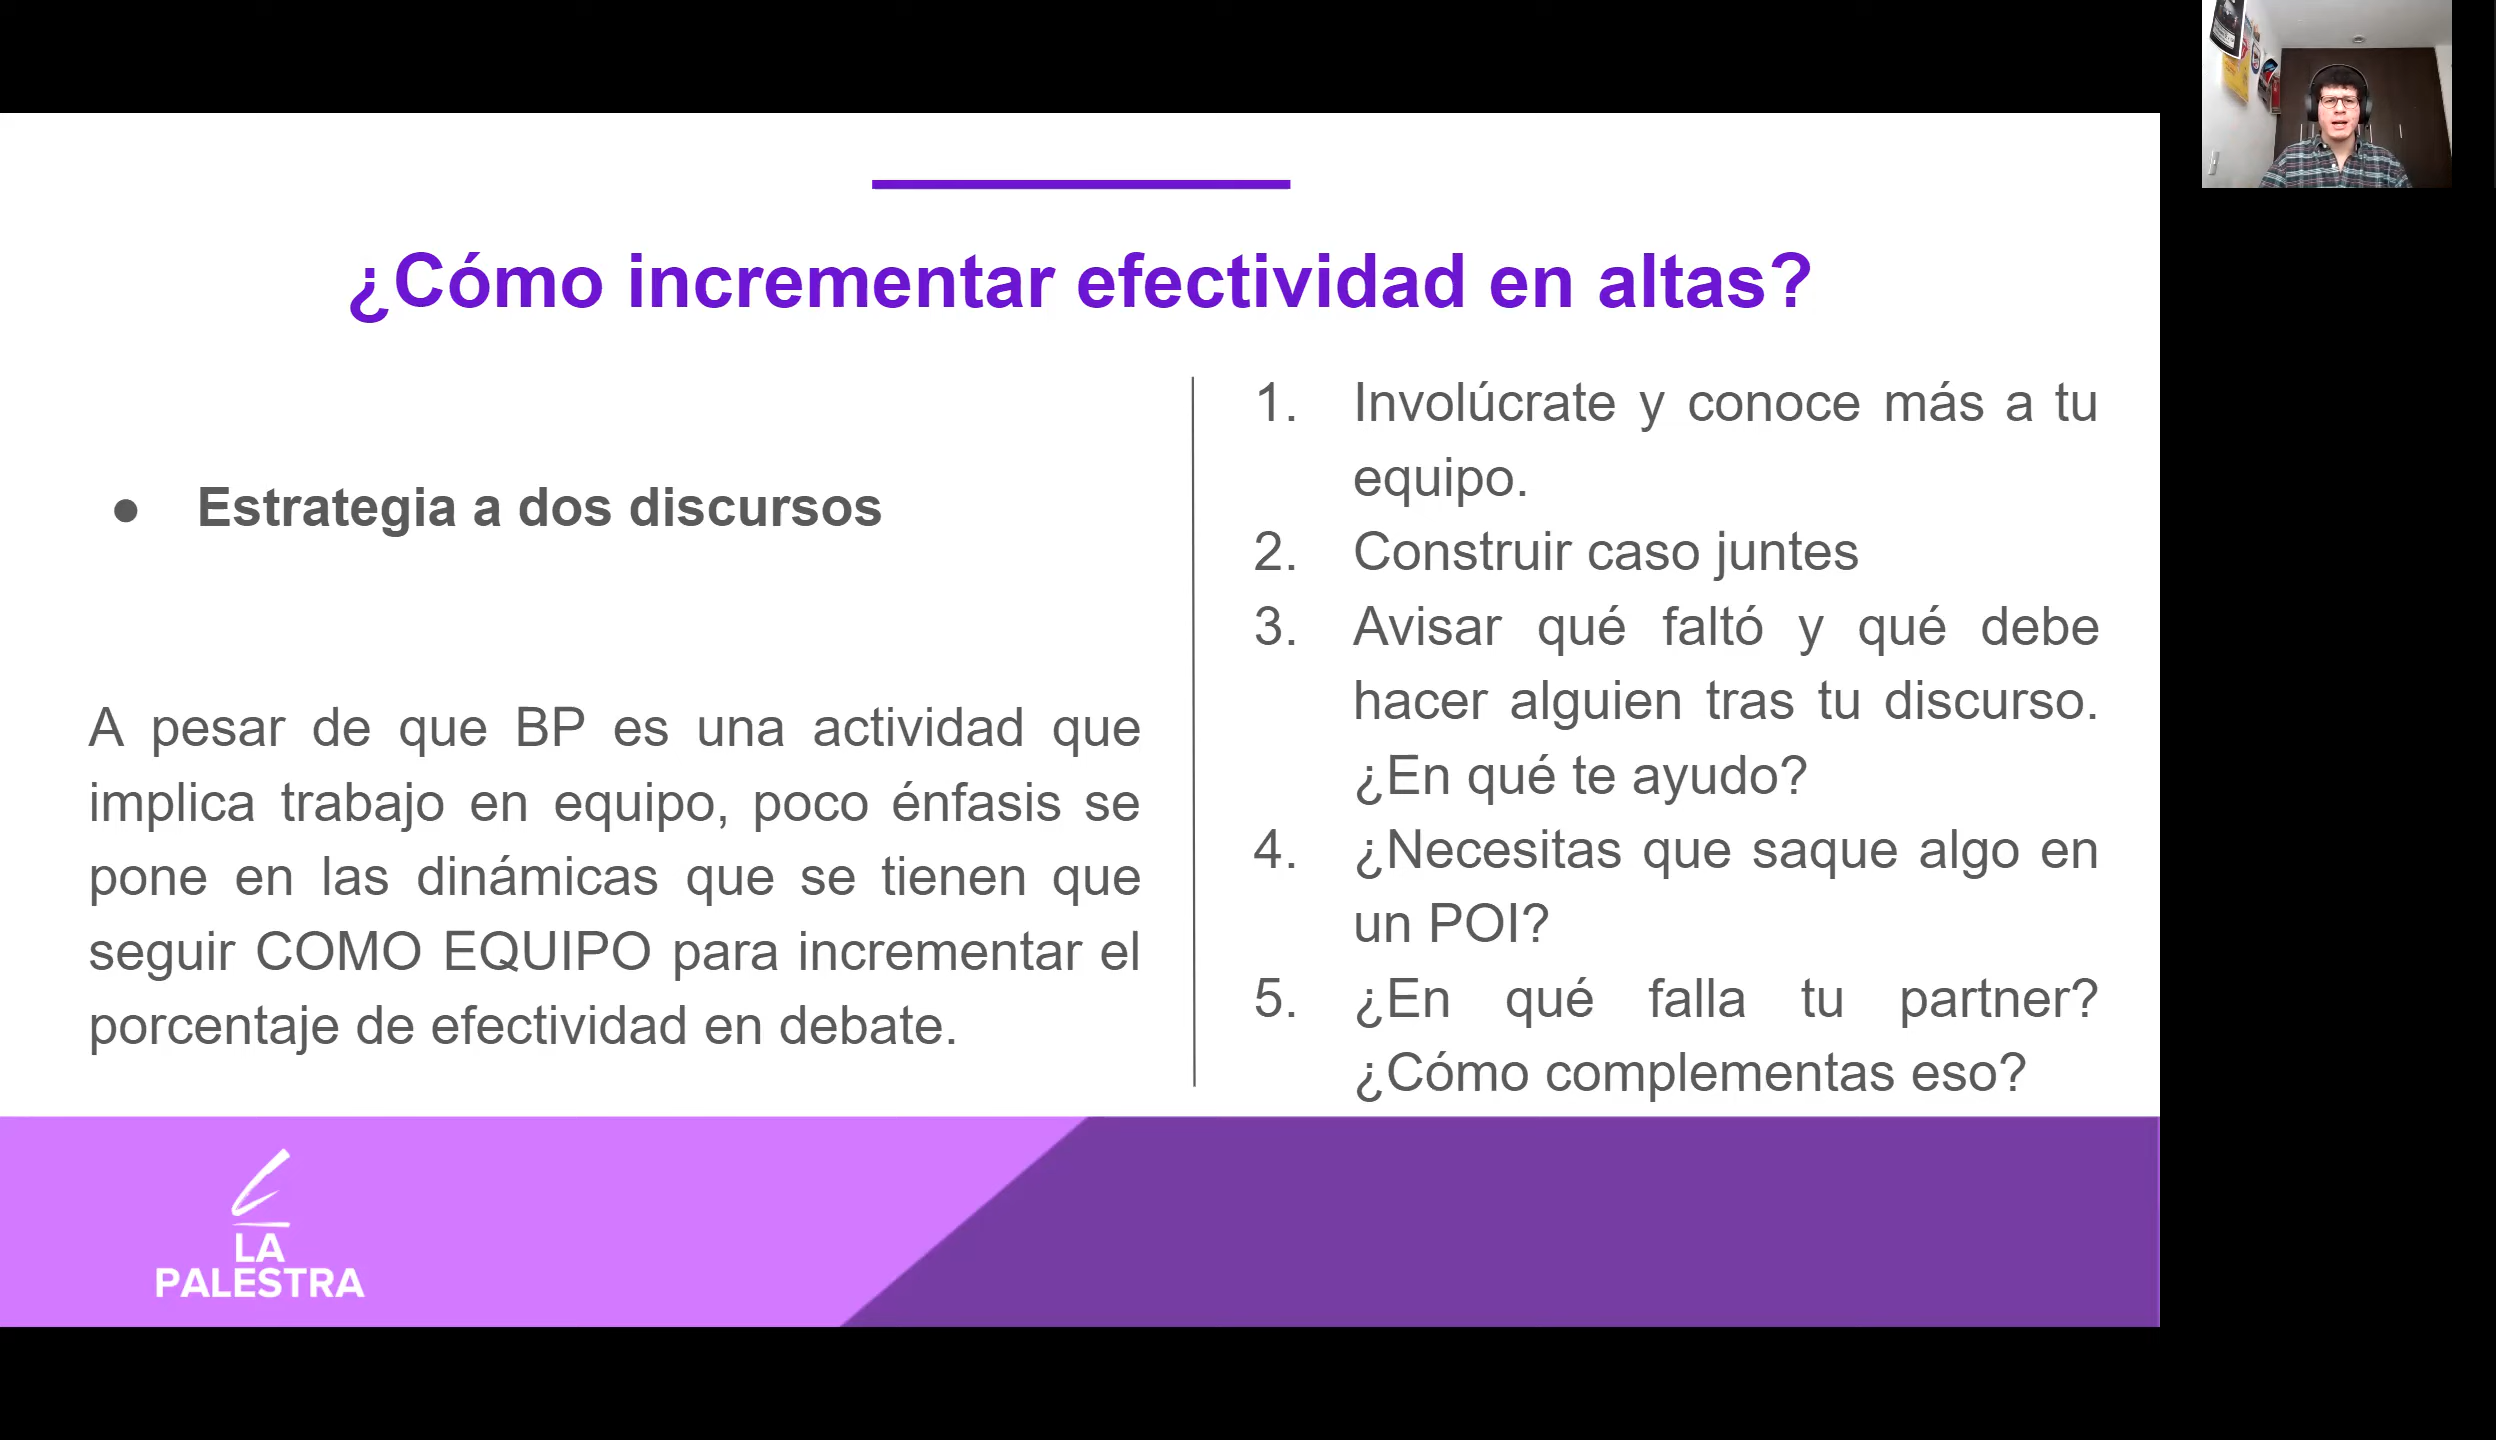 ¿Cómo incrementar efectividad en altas?
● Estrategia a dos discursos
A pesar de que BP es una actividad que
implica trabajo en equipo, poco énfasis se
pone en las dinámicas que se tienen que
seguir COMO EQUIPO para incrementar el
porcentaje de efectividad en debate.
1. Involúcrate y conoce más a tu
equipo.
2. Construir caso juntes
3. Avisar qué faltó y qué debe
hacer alguien tras tu discurso.
¿En qué te ayudo?
4. ¿Necesitas que saque algo en
un POI?
5. ¿En qué falla tu partner?
¿Cómo complementas eso?
LA
PALESTRA